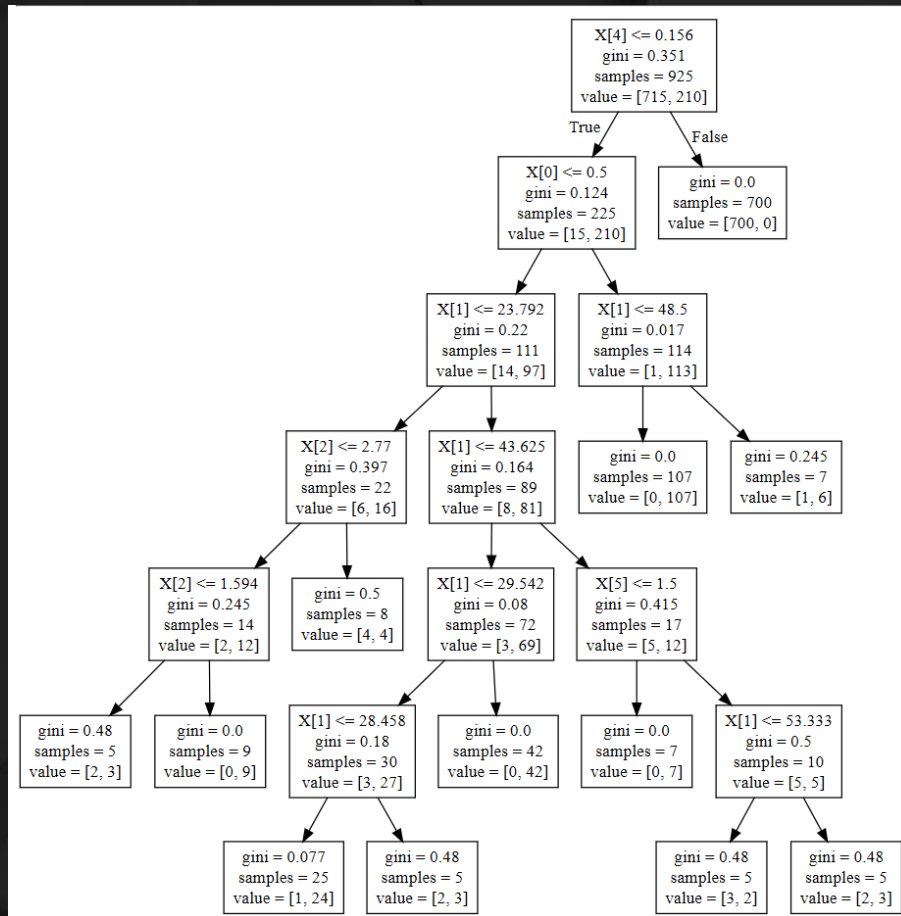 X[4] <= 0.156
gini = 0.351
samples = 925
value = [715, 210]
True
False
X[0] <= 0.5
gini = 0.124
samples = 225
value = [15, 210]
gini = 0.0
samples = 700
value = [700, 0]
X[1] <= 23.792
gini = 0.22
samples = 111
value = [14, 97]
X[1] <= 48.5
gini = 0.017
samples = 114
value = [1, 113]
X[2] <= 2.77
gini = 0.397
samples = 22
value = [6, 16]
X[1] <= 43.625
gini = 0.164
samples = 89
value = [8, 81]
gini = 0.0
samples = 107
value = [0, 107]
gini = 0.245
samples = 7
value = [1, 6]
X[2] <= 1.594
gini = 0.245
samples = 14
value = [2, 12]
gini = 0.5
samples = 8
value = [4, 4]
X[1] <= 29.542
gini = 0.08
samples = 72
value = [3, 69]
X[5] <= 1.5
gini = 0.415
samples = 17
value = [5, 12]
gini = 0.48
samples = 5
value = [2, 3]
gini = 0.0
samples = 9
value = [0, 9]
X[1] <= 28.458
gini = 0.18
samples = 30
value = [3, 27]
gini = 0.0
samples = 42
value = [0, 42]
gini = 0.0
samples = 7
value = [0, 7]
X[1] <= 53.333
gini = 0.5
samples = 10
value = [5, 5]
gini = 0.077
samples = 25
value = [1, 24]
gini = 0.48
samples = 5
value = [2, 3]
gini = 0.48
samples = 5
value = [3, 2]
gini = 0.48
samples = 5
value = [2, 3]